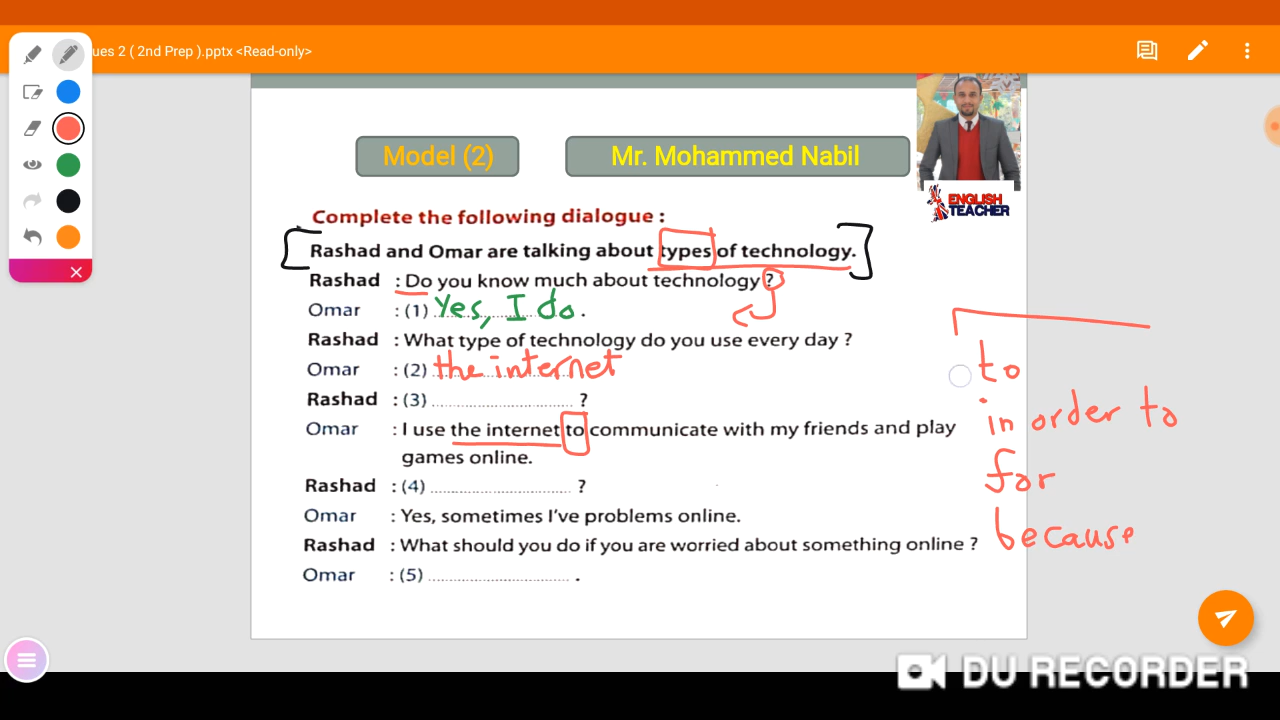 ues 2 ( 2nd Prep ).pptx <Read-only>
Model (2)
Mr. Mohammed Nabil
ENGLISH
TEACHER
Complete the following dialogue :
Rashad and Omar are talking about types of technology.
Rashad : Do you know much about technology ?
Omar : (1) Yes, I do .
Rashad : What type of technology do you use every day ?
Omar : (2) the internet
Rashad : (3) ................................ ?
Omar : I use the internet to communicate with my friends and play
games online.
Rashad : (4) ................................ ?
Omar : Yes, sometimes I've problems online.
Rashad : What should you do if you are worried about something online ?
Omar : (5) ................................ .
to
in order to
for
because
DU RECORDER